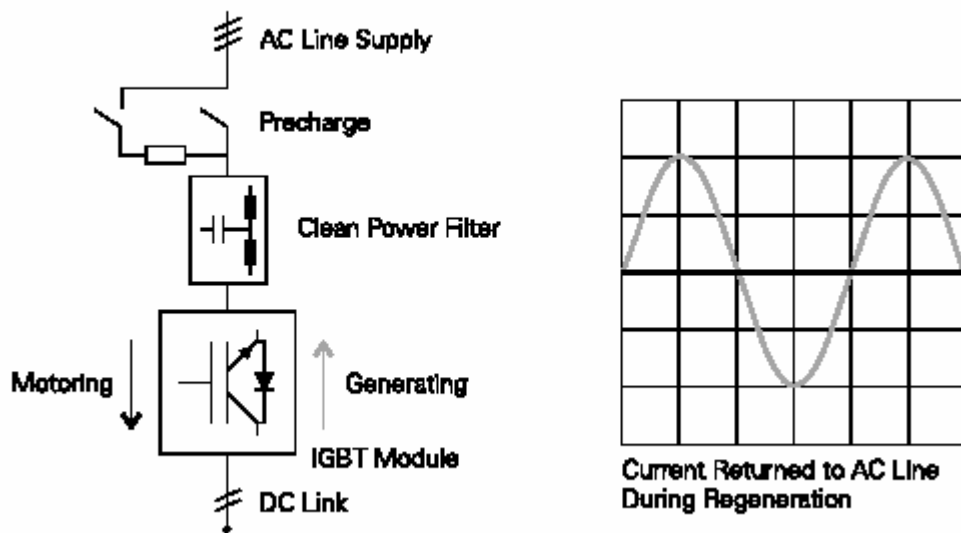 AC Line Supply
Precharge
Clean Power Filter
Motoring
Generating
IGBT Module
DC Link
Current Returned to AC Line
During Regeneration